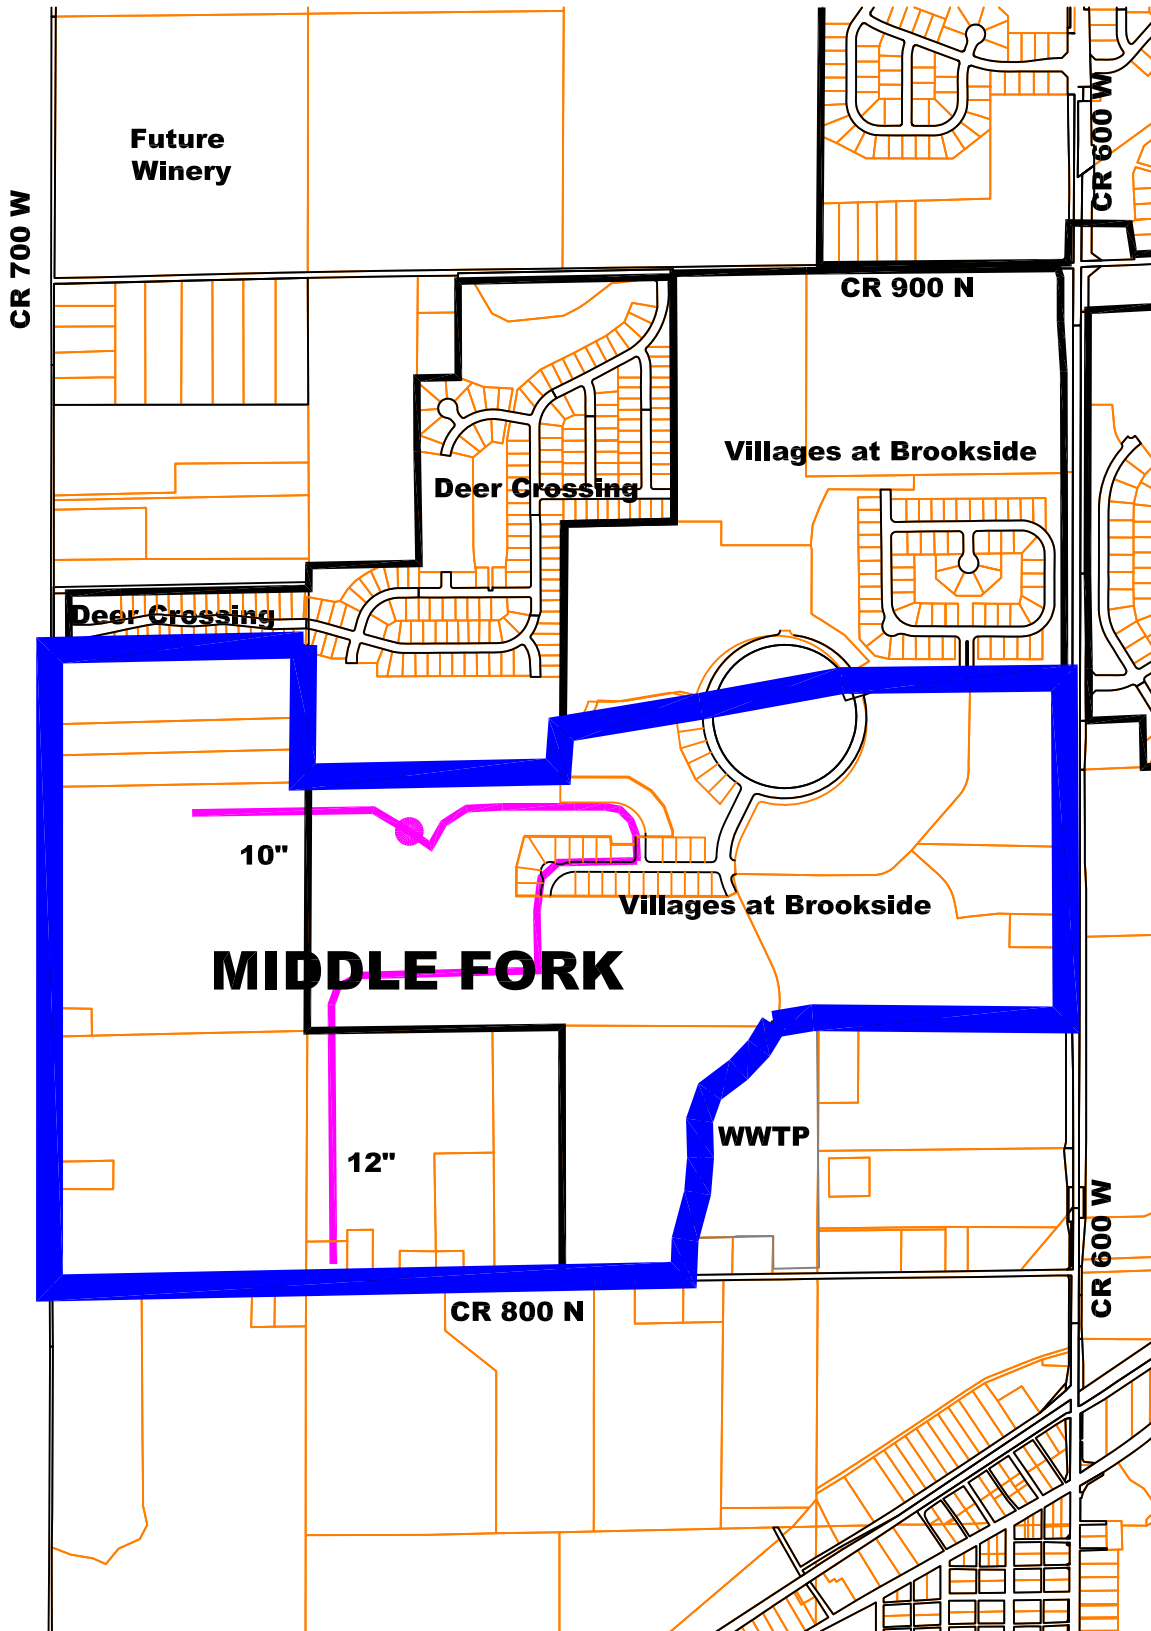 Future
Winery
CR 600 W
CR 700 W
CR 900 N
Villages at Brookside
Deer Crossing
Deer Crossing
10"
Villages at Brookside
MIDDLE FORK
WWTP
12"
CR 600 W
CR 800 N